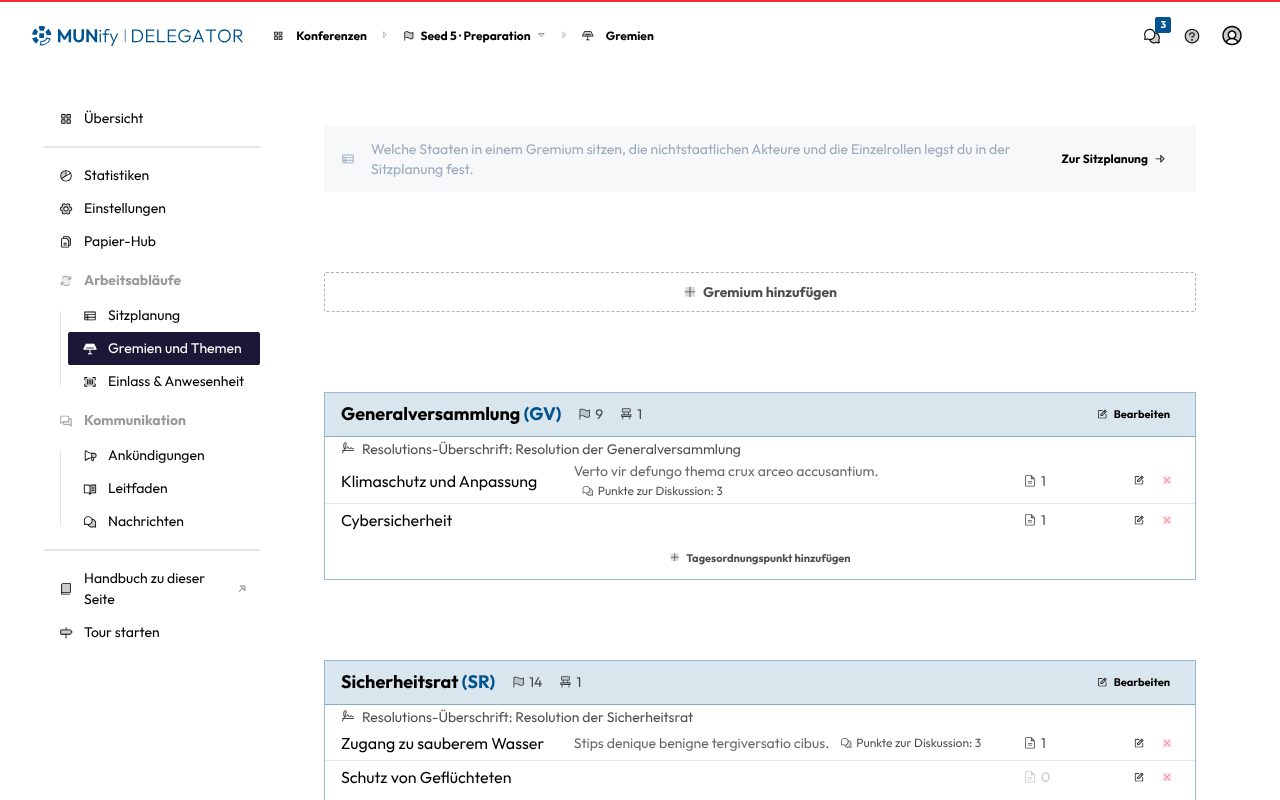 MUNify | DELEGATOR
Konferenzen
Seed 5 · Preparation
Gremien
3
Übersicht
Statistiken
Einstellungen
Papier-Hub
Arbeitsabläufe
Sitzplanung
Gremien und Themen
Einlass & Anwesenheit
Kommunikation
Ankündigungen
Leitfaden
Nachrichten
Handbuch zu dieser
Seite
Tour starten
Welche Staaten in einem Gremium sitzen, die nichtstaatlichen Akteure und die Einzelrollen legst du in der
Sitzplanung fest.
Zur Sitzplanung
Gremium hinzufügen
Generalversammlung (GV) 9 1 Bearbeiten
Resolutions-Überschrift: Resolution der Generalversammlung
Klimaschutz und Anpassung
Verto vir defungo thema crux arceo accusantium.
Punkte zur Diskussion: 3
1
Cybersicherheit 1
Tagesordnungspunkt hinzufügen
Sicherheitsrat (SR) 14 1 Bearbeiten
Resolutions-Überschrift: Resolution der Sicherheitsrat
Zugang zu sauberem Wasser Stips denique benigne tergiversatio cibus. Punkte zur Diskussion: 3 1
Schutz von Geflüchteten 0